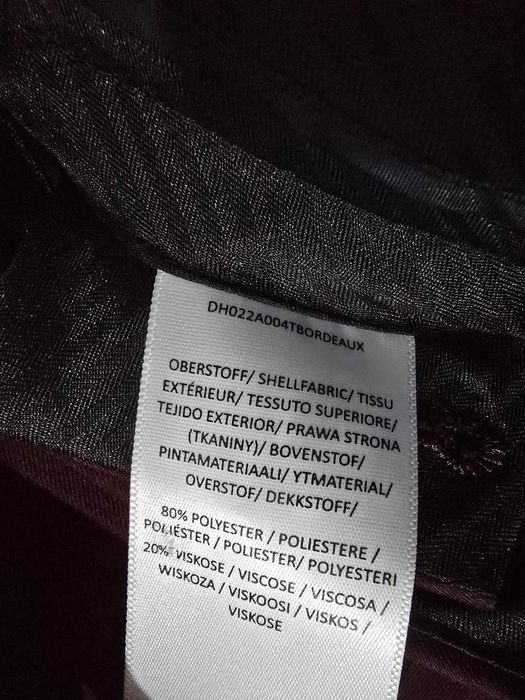 DH022A004TBORDEAUX
OBERSTOFF/ SHELLFABRIC/ TISSU
EXTÉRIEUR/ TESSUTO SUPERIORE/
TEJIDO EXTERIOR/ PRAWA STRONA
(TKANINY)/ BOVENSTOF/
PINTAMATERIAALI/ YTMATERIAL/
OVERSTOF/ DEKKSTOFF/
80% POLYESTER / POLIESTERE /
POLIÉSTER / POLIESTER/ POLYESTERI
20% VISKOSE / VISCOSE / VISCOSA /
WISKOZA / VISKOOSI / VISKOS /
VISKOSE